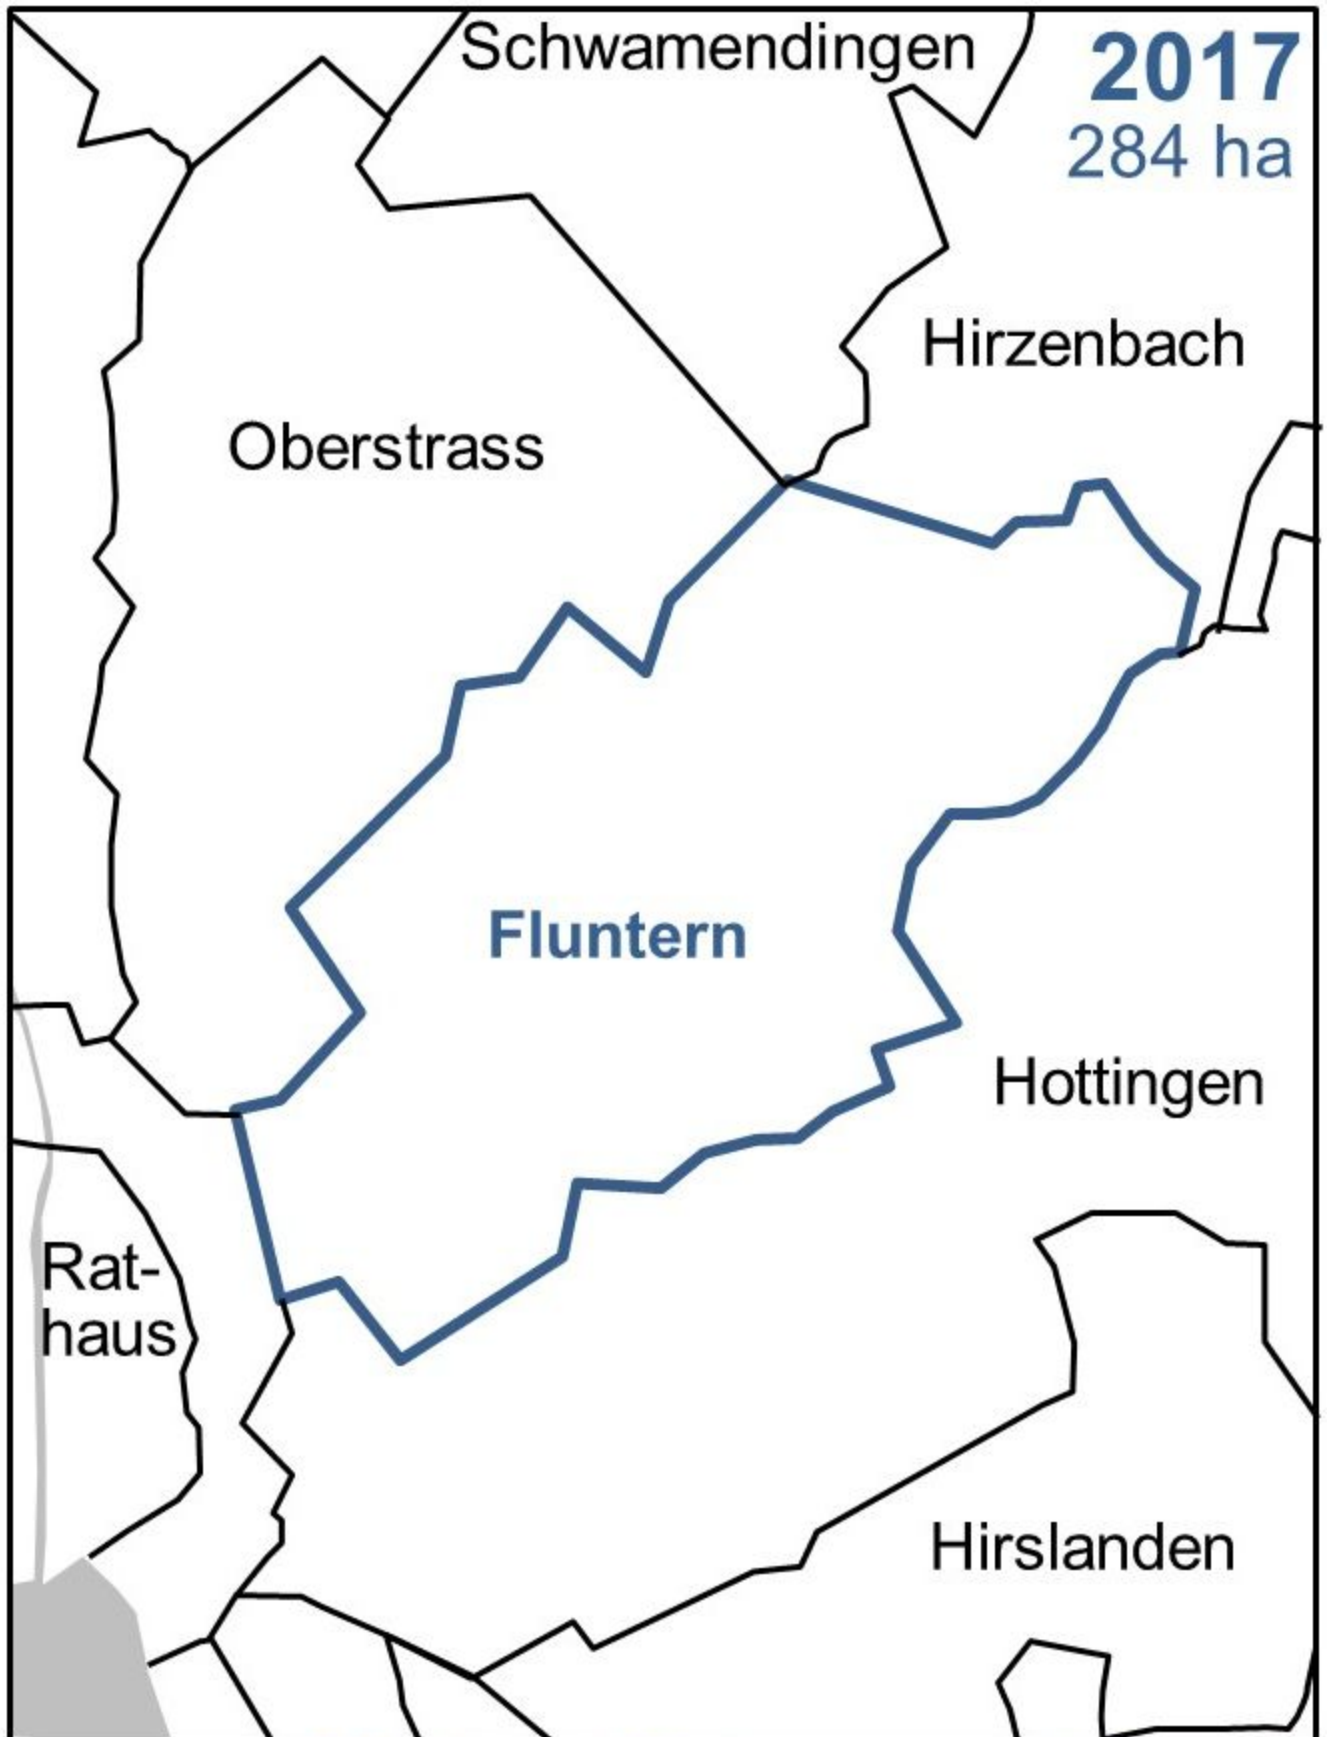 Schwamendingen
2017
284 ha
Hirzenbach
Oberstrass
Fluntern
Hottingen
Rat-
haus
Hirslanden